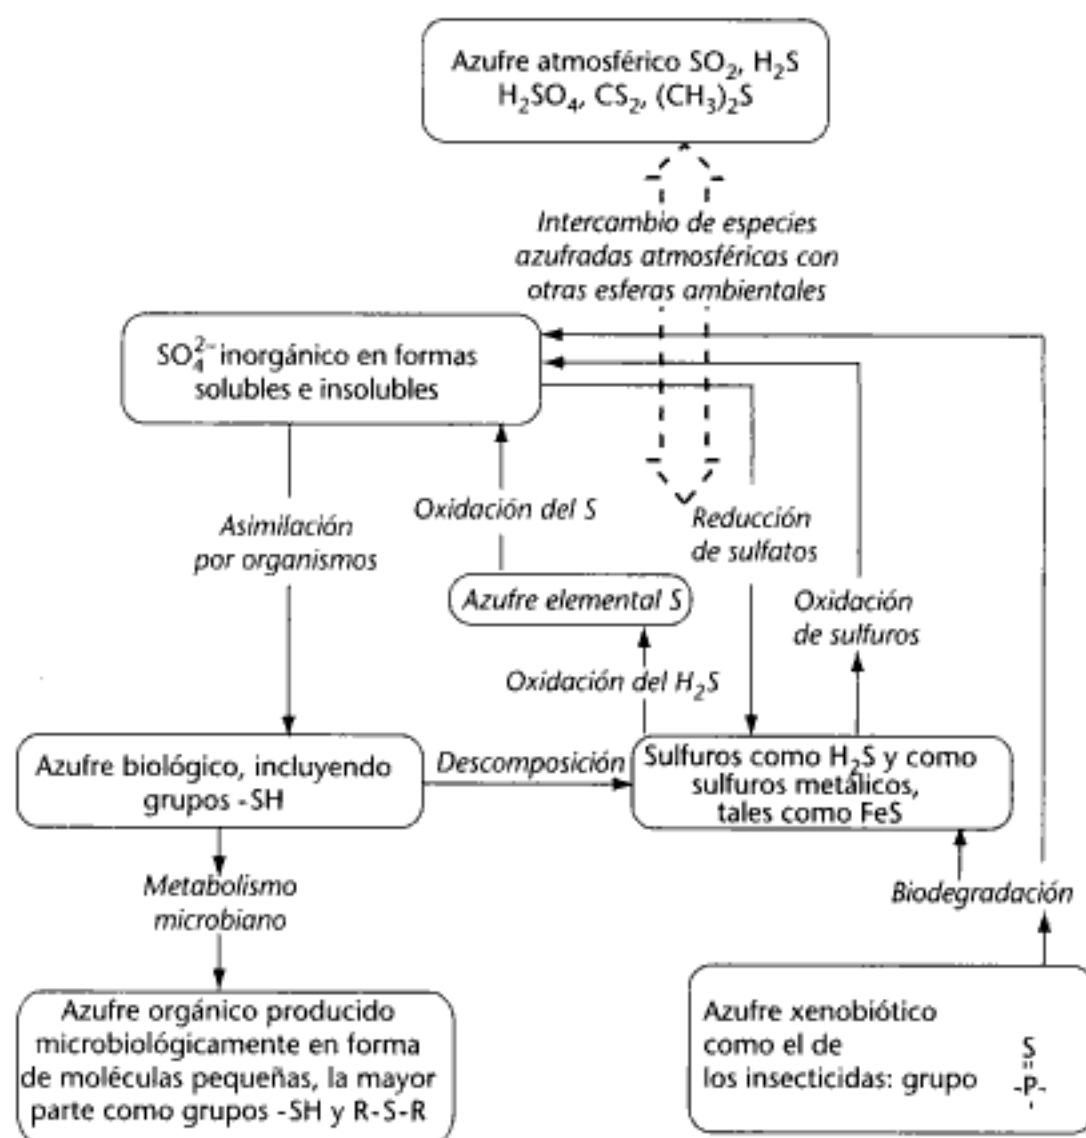 Azufre atmosférico SO₂, H₂S
H₂SO₄, CS₂, (CH₃)₂S
Intercambio de especies
azufradas atmosféricas con
otras esferas ambientales
SO₄²⁻ inorgánico en formas
solubles e insolubles
Asimilación
por organismos
Oxidación del S
Reducción
de sulfatos
Azufre elemental S
Oxidación
de sulfuros
Oxidación del H₂S
Azufre biológico, incluyendo
grupos -SH
Descomposición
Sulfuros como H₂S y como
sulfuros metálicos,
tales como FeS
Metabolismo
microbiano
Biodegradación
Azufre orgánico producido
microbiológicamente en forma
de moléculas pequeñas, la mayor
parte como grupos -SH y R-S-R
Azufre xenobiótico
como el de
los insecticidas: grupo
S
-P-